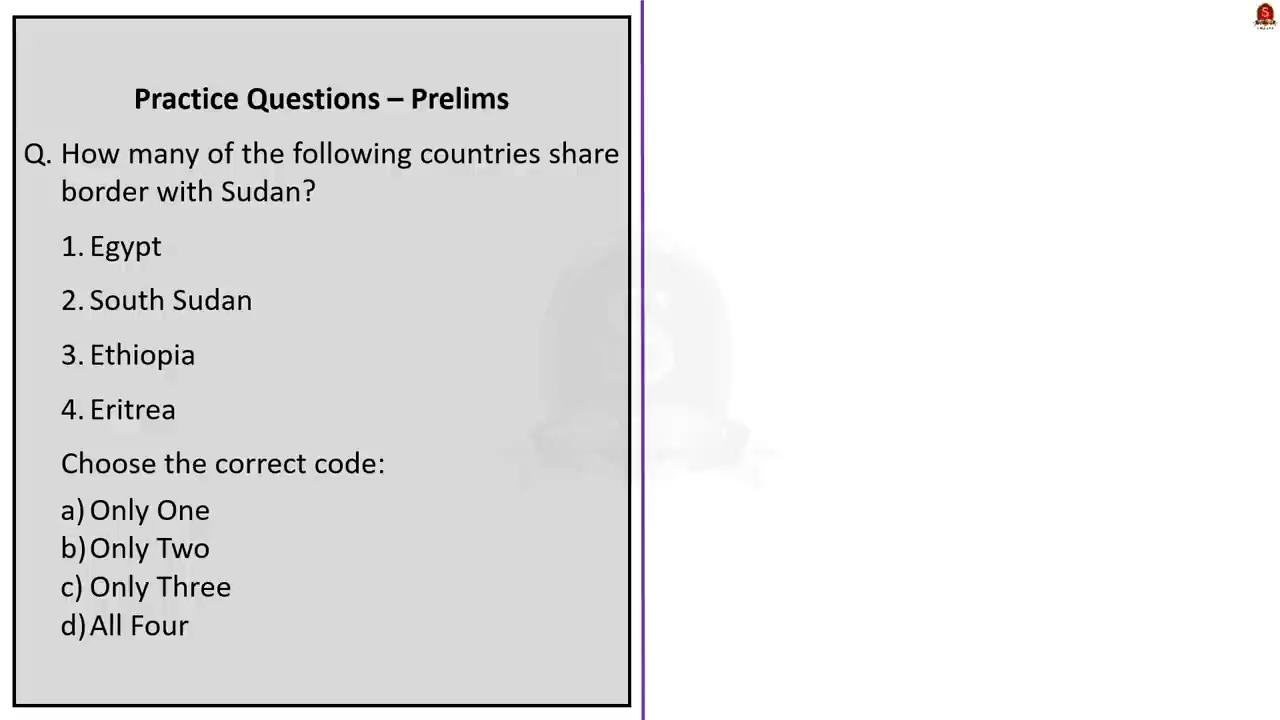 Practice Questions – Prelims
Q. How many of the following countries share
border with Sudan?
1. Egypt
2. South Sudan
3. Ethiopia
4. Eritrea
Choose the correct code:
a) Only One
b) Only Two
c) Only Three
d) All Four
S